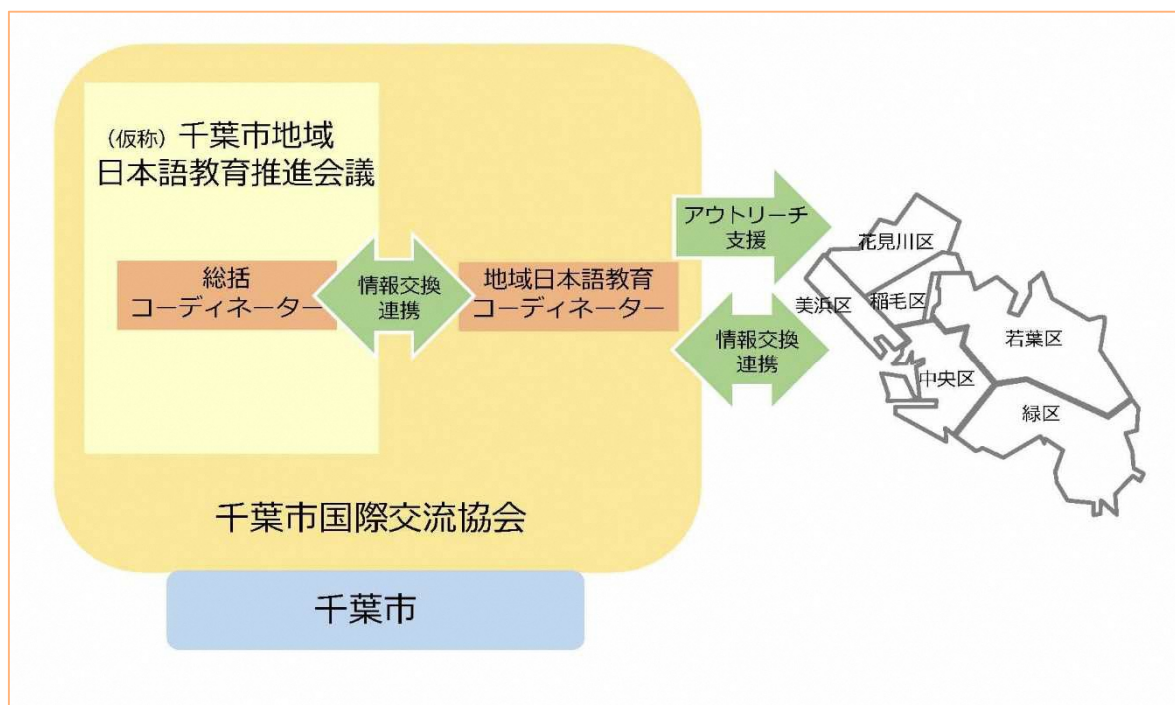 （仮称）千葉市地域
日本語教育推進会議
総括
コーディネーター
情報交換
連携
地域日本語教育
コーディネーター
千葉市国際交流協会
千葉市
アウトリーチ
支援
情報交換
連携
花見川区
美浜区
稲毛区
若葉区
中央区
緑区